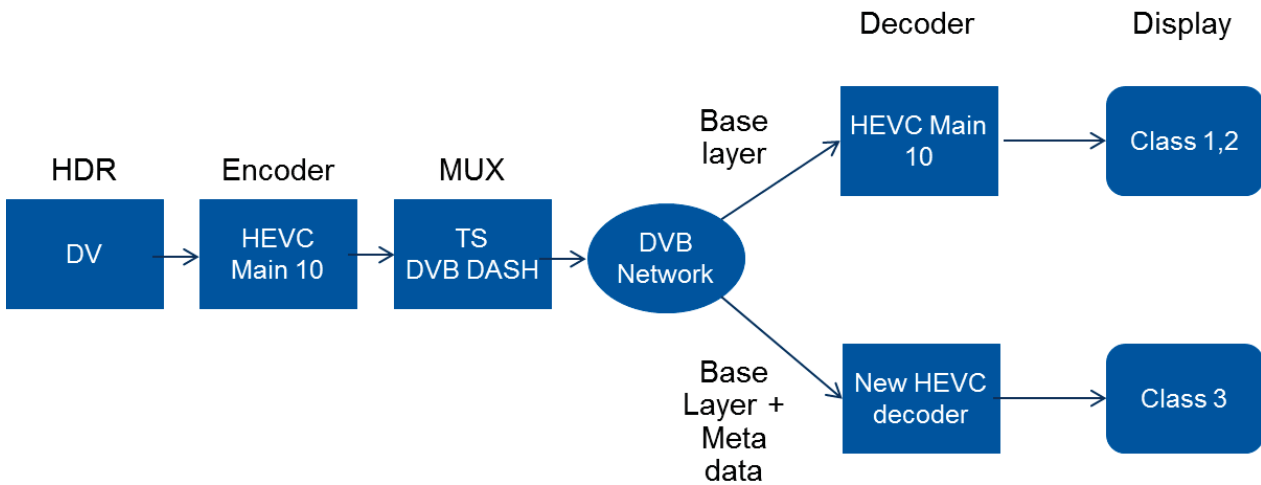 Decoder
Display
Base
layer
HEVC Main
10
Class 1,2
HDR
Encoder
MUX
DV
HEVC
Main 10
TS
DVB DASH
DVB
Network
Base
Layer +
Meta
data
New HEVC
decoder
Class 3